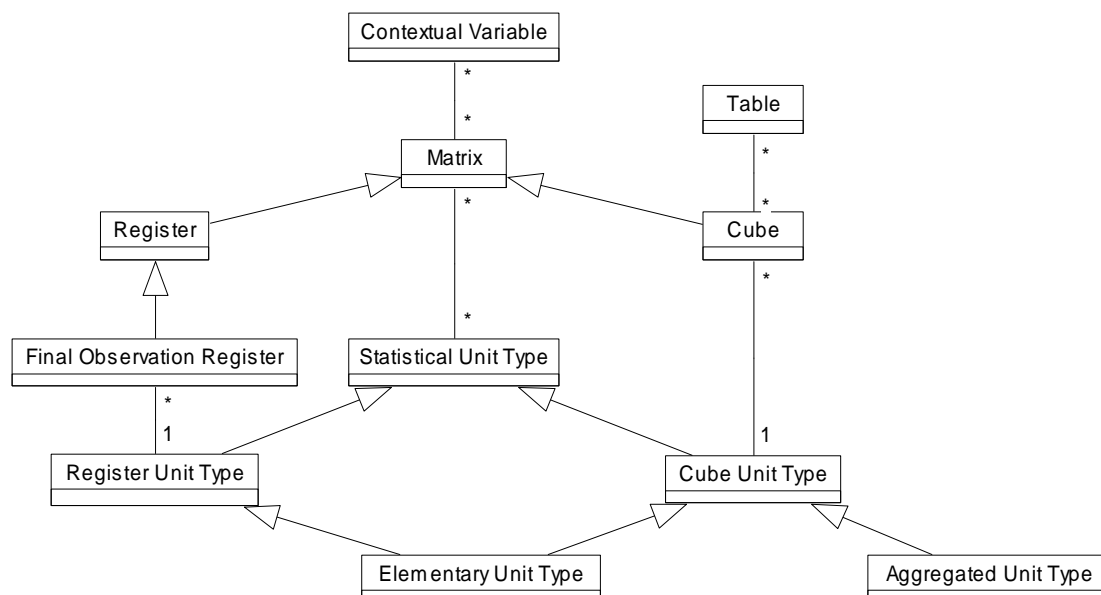 Contextual Variable
*
*
Table
Matrix
*
*
*
Register
Cube
*
*
Final Observation Register
Statistical Unit Type
*
1
1
Register Unit Type
Cube Unit Type
Elementary Unit Type
Aggregated Unit Type